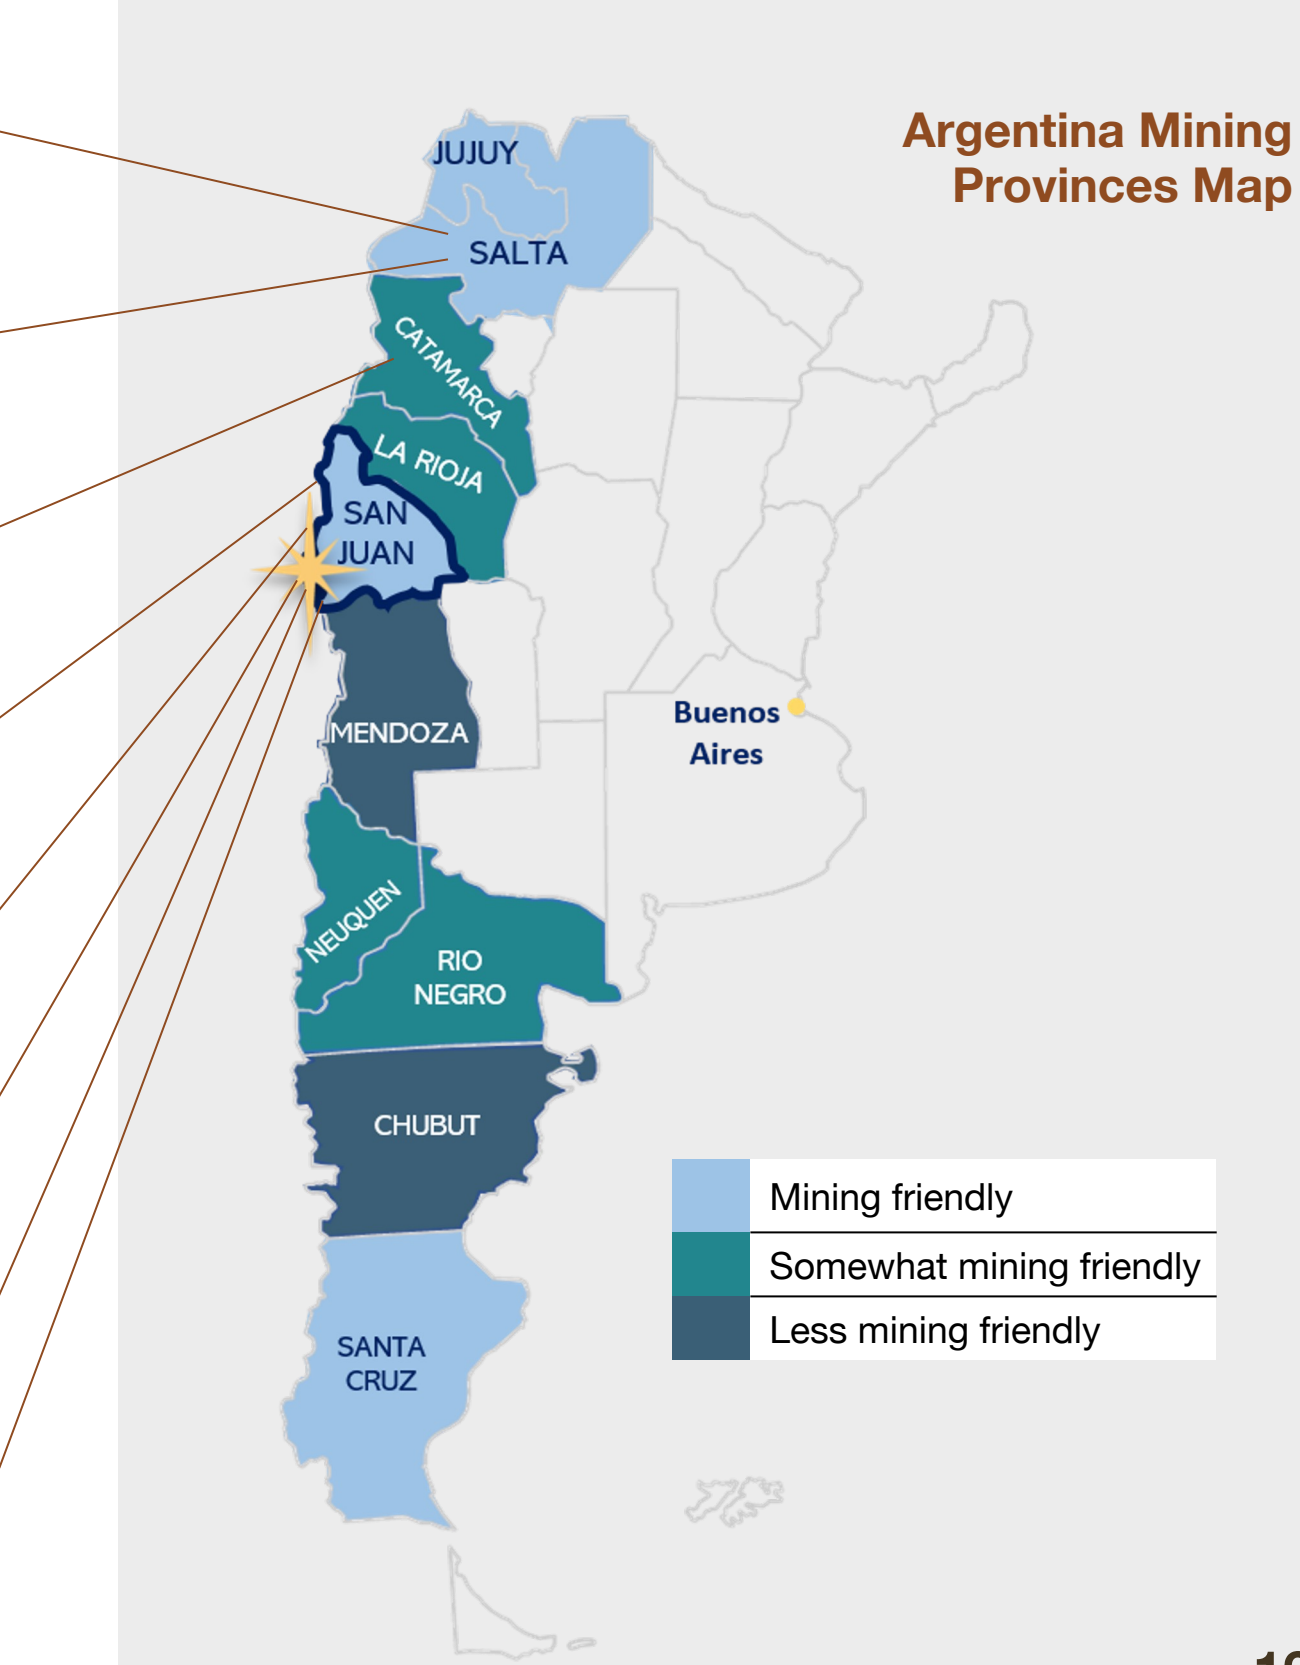 Argentina Mining
Provinces Map
JUJUY
SALTA
CATAMARCA
LA RIOJA
SAN
JUAN
MENDOZA
Buenos
Aires
NEUQUEN
RIO
NEGRO
CHUBUT
Mining friendly
Somewhat mining friendly
Less mining friendly
SANTA
CRUZ